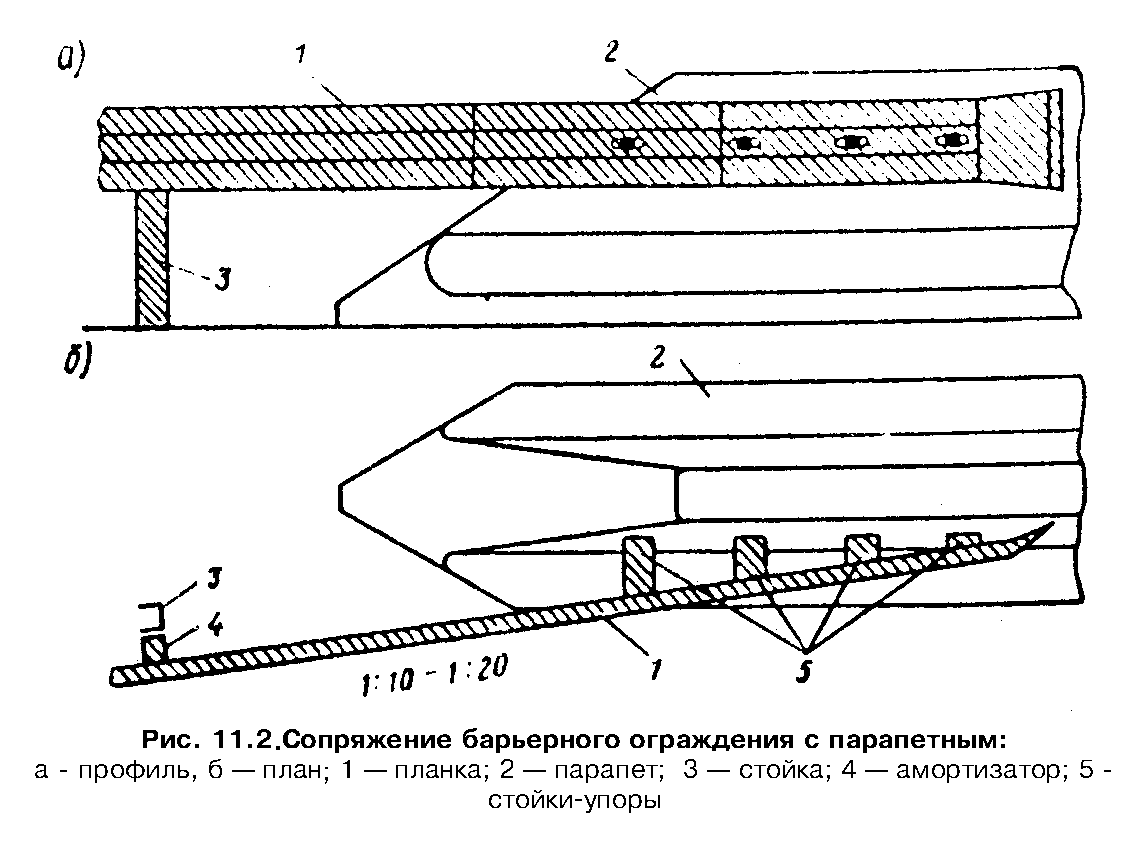 а)
1
2
3
б)
2
3
4
1:10 - 1:20
1
5
Рис. 11.2.Сопряжение барьерного ограждения с парапетным:
а - профиль, б — план; 1 — планка; 2 — парапет; 3 — стойка; 4 — амортизатор; 5 -
стойки-упоры